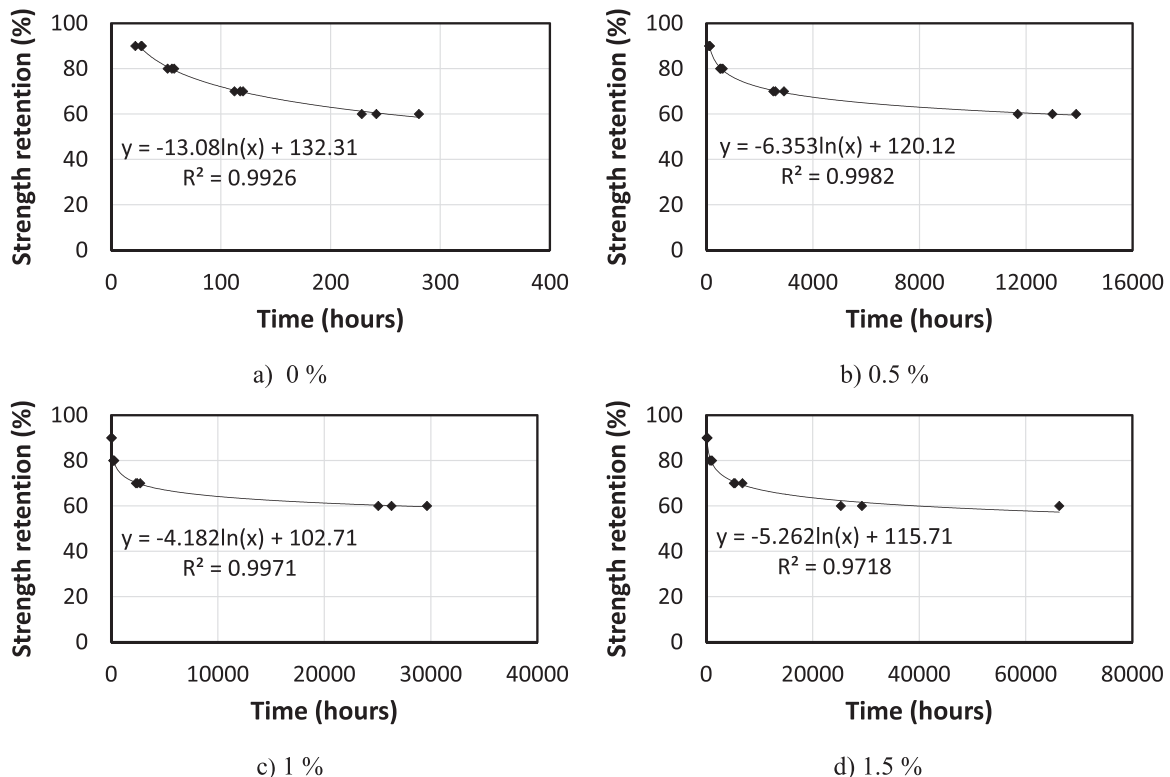 Strength retention (%)
100
80
60
40
20
0
y = -13.08ln(x) + 132.31
R² = 0.9926
0 100 200 300 400
Time (hours)
a) 0 %
Strength retention (%)
100
80
60
40
20
0
y = -6.353ln(x) + 120.12
R² = 0.9982
0 4000 8000 12000 16000
Time (hours)
b) 0.5 %
Strength retention (%)
100
80
60
40
20
0
y = -4.182ln(x) + 102.71
R² = 0.9971
0 10000 20000 30000 40000
Time (hours)
c) 1 %
Strength retention (%)
100
80
60
40
20
0
y = -5.262ln(x) + 115.71
R² = 0.9718
0 20000 40000 60000 80000
Time (hours)
d) 1.5 %